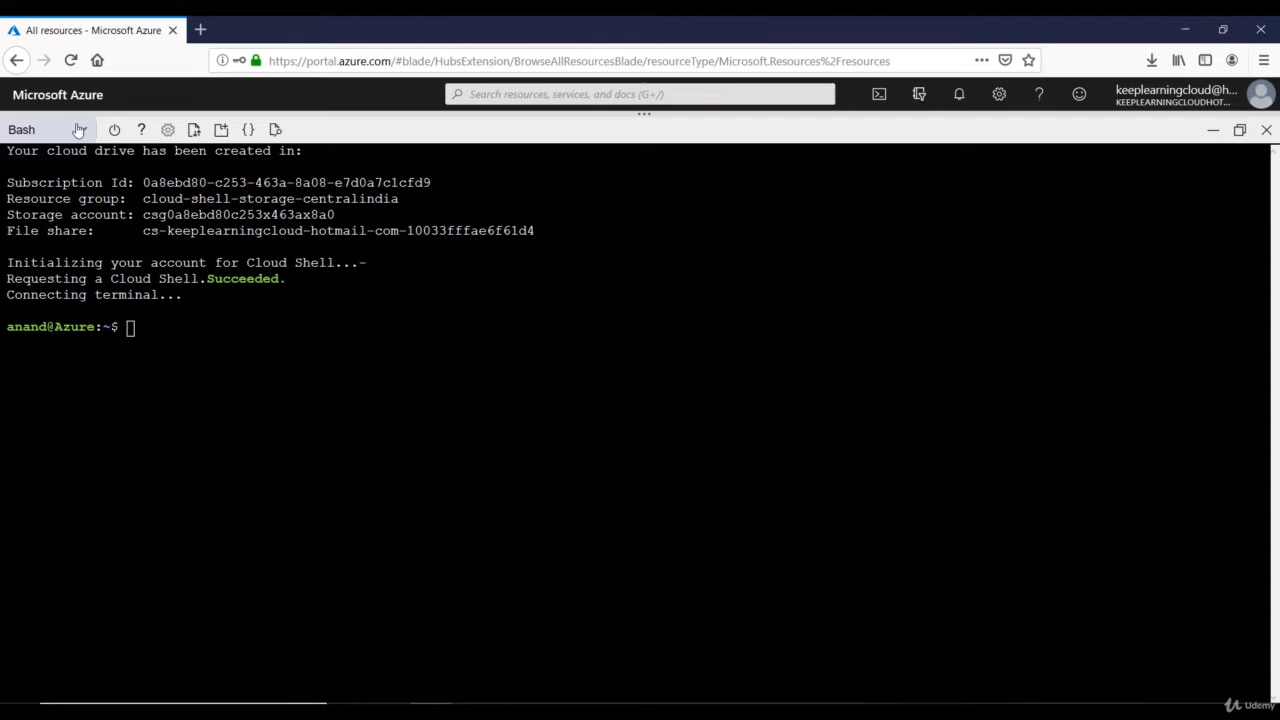 All resources - Microsoft Azure
https://portal.azure.com/#blade/HubsExtension/BrowseAllResourcesBlade/resourceType/Microsoft.Resources%2Fresources
Microsoft Azure
Search resources, services, and docs (G+/)
keeplearningcloud@h...
KEEPLEARNINGCLOUDHOT...
Bash
Your cloud drive has been created in:
Subscription Id: 0a8ebd80-c253-463a-8a08-e7d0a7c1cfd9
Resource group: cloud-shell-storage-centralindia
Storage account: csg0a8ebd80c253x463ax8a0
File share: cs-keeplearningcloud-hotmail-com-10033fffae6f61d4
Initializing your account for Cloud Shell...-
Requesting a Cloud Shell.Succeeded.
Connecting terminal...
anand@Azure:~$
Udemy